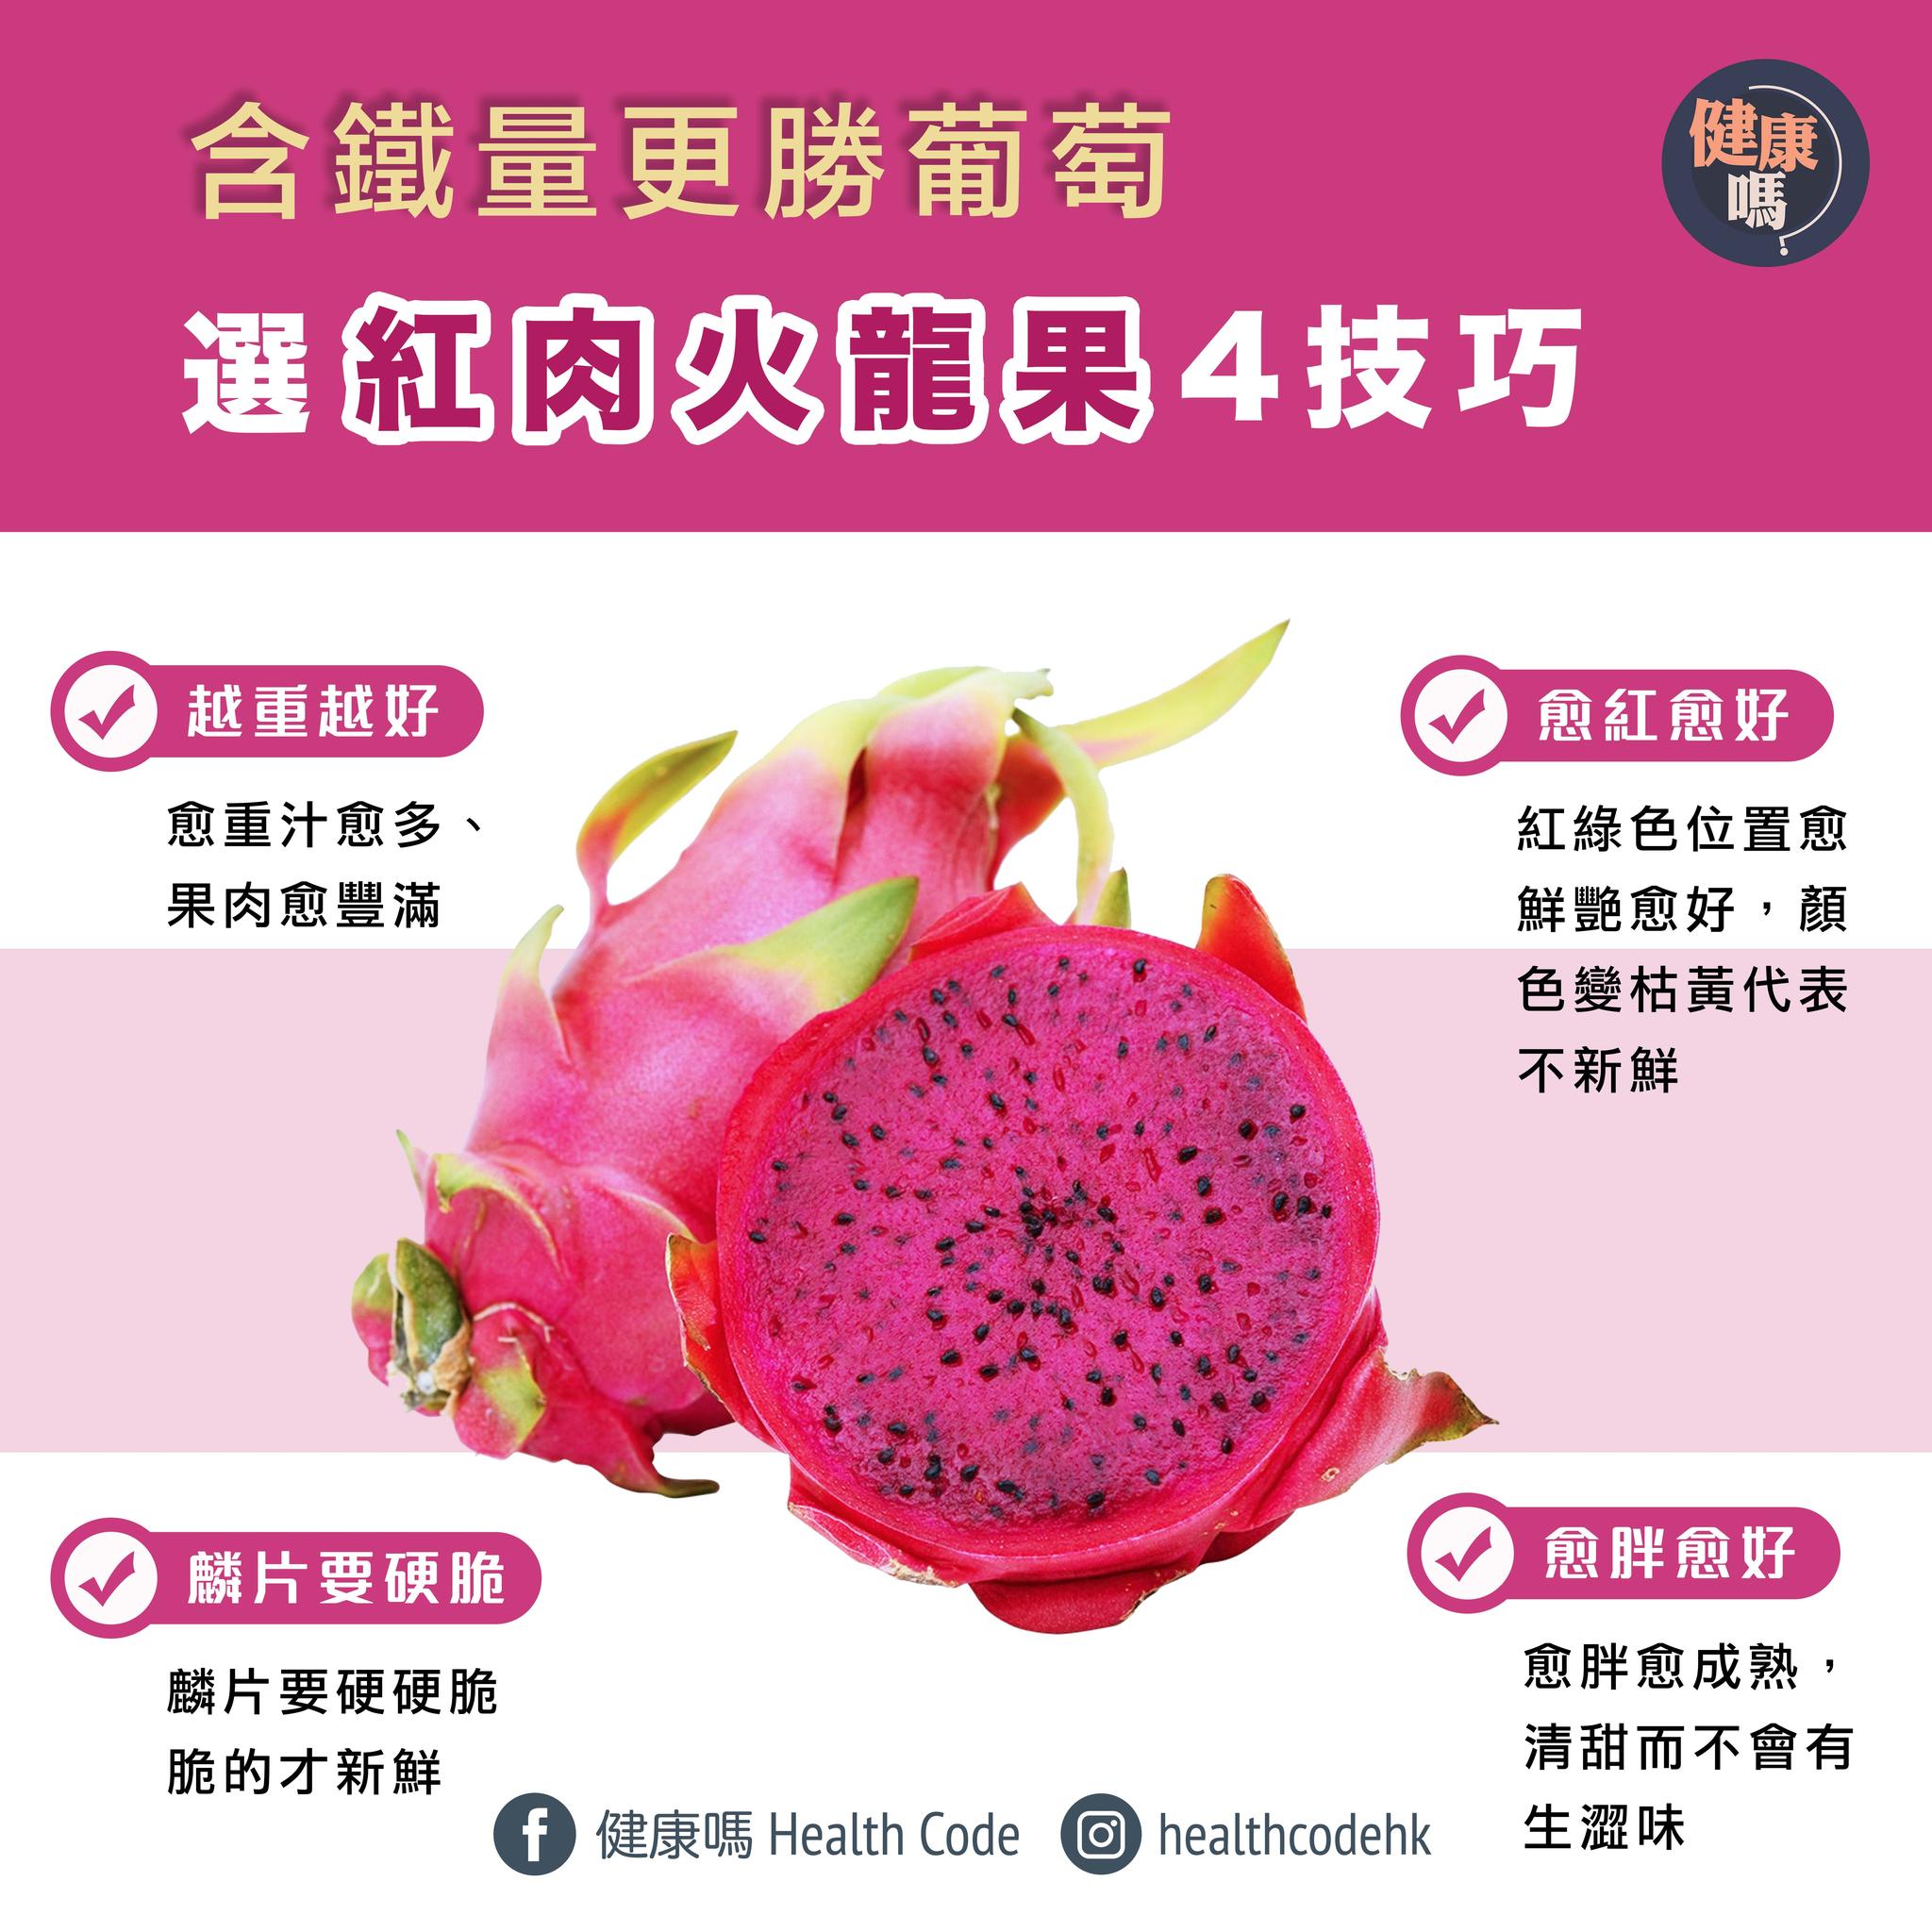 含鐵量更勝葡萄
健康
嗎
選紅肉火龍果4技巧
越重越好
愈重汁愈多、
果肉愈豐滿
愈紅愈好
紅綠色位置愈
鮮艷愈好，顏
色變枯黃代表
不新鮮
麟片要硬脆
麟片要硬硬脆
脆的才新鮮
愈胖愈好
愈胖愈成熟，
清甜而不會有
生澀味
健康嗎 Health Code
healthcodehk